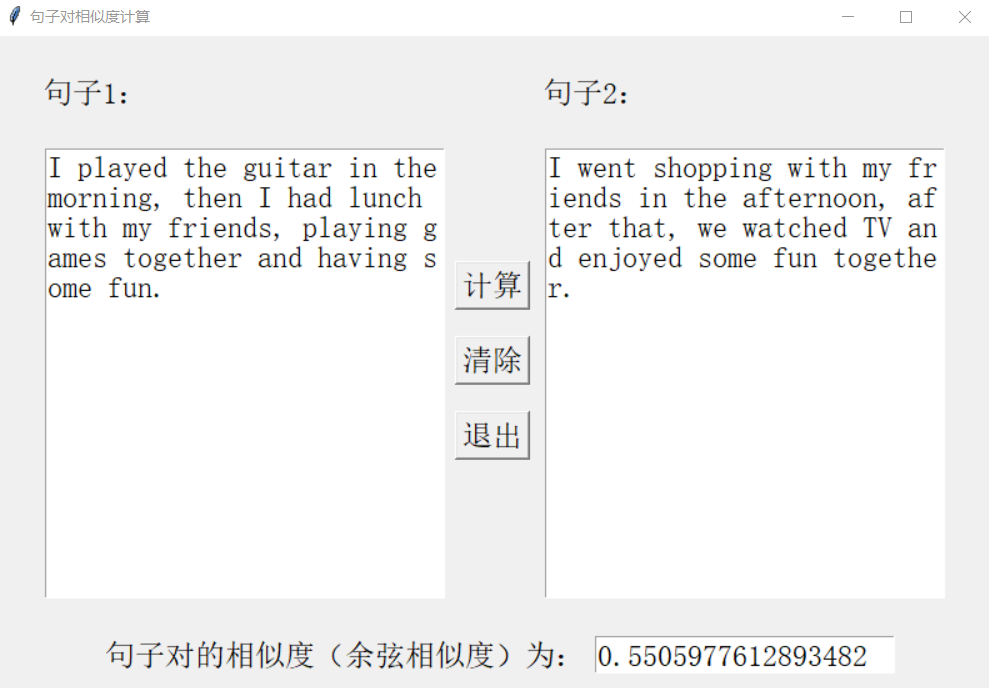 句子对相似度计算
句子1：
句子2：
I played the guitar in the
morning, then I had lunch
with my friends, playing g
ames together and having s
ome fun.
计算
清除
退出
I went shopping with my fr
iends in the afternoon, af
ter that, we watched TV an
d enjoyed some fun togethe
r.
句子对的相似度（余弦相似度）为： 0.5505977612893482